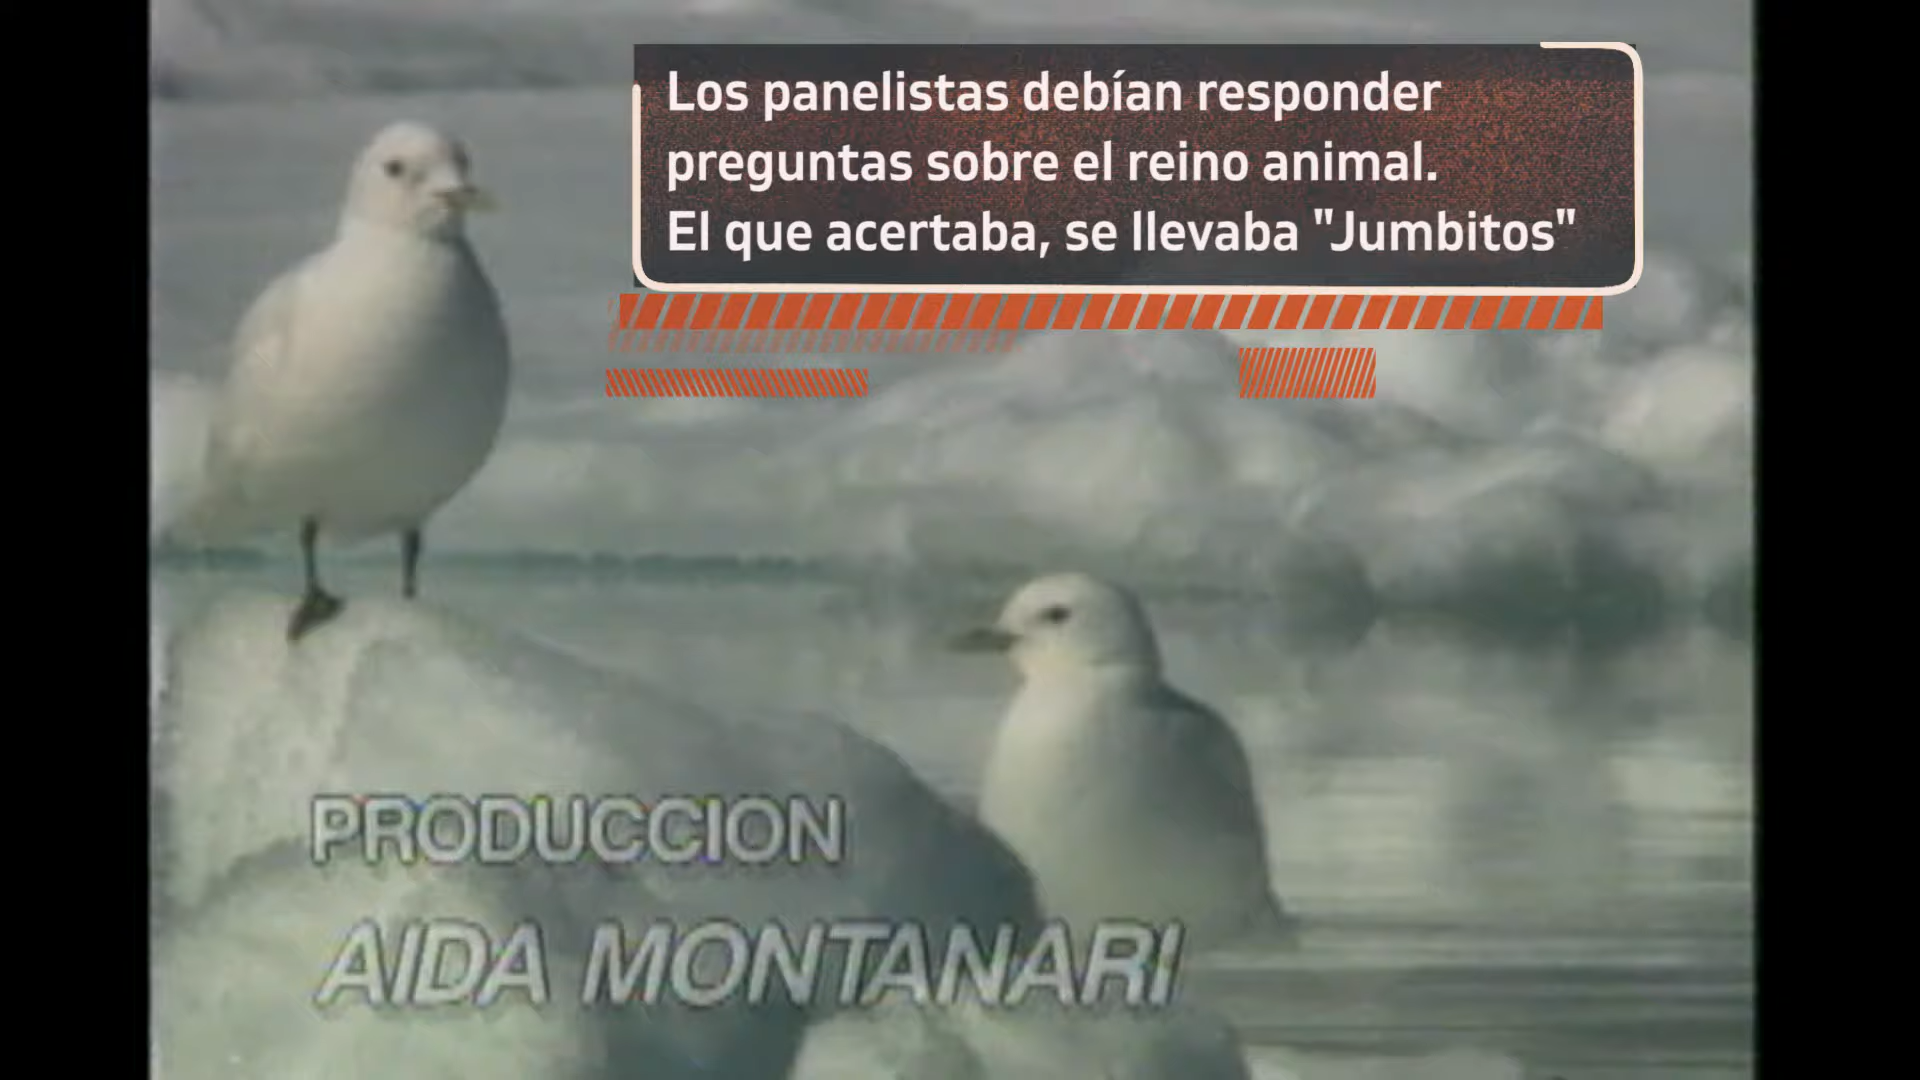 Los panelistas debían responder
preguntas sobre el reino animal.
El que acertaba, se llevaba "Jumbitos"
PRODUCCION
AIDA MONTANARI